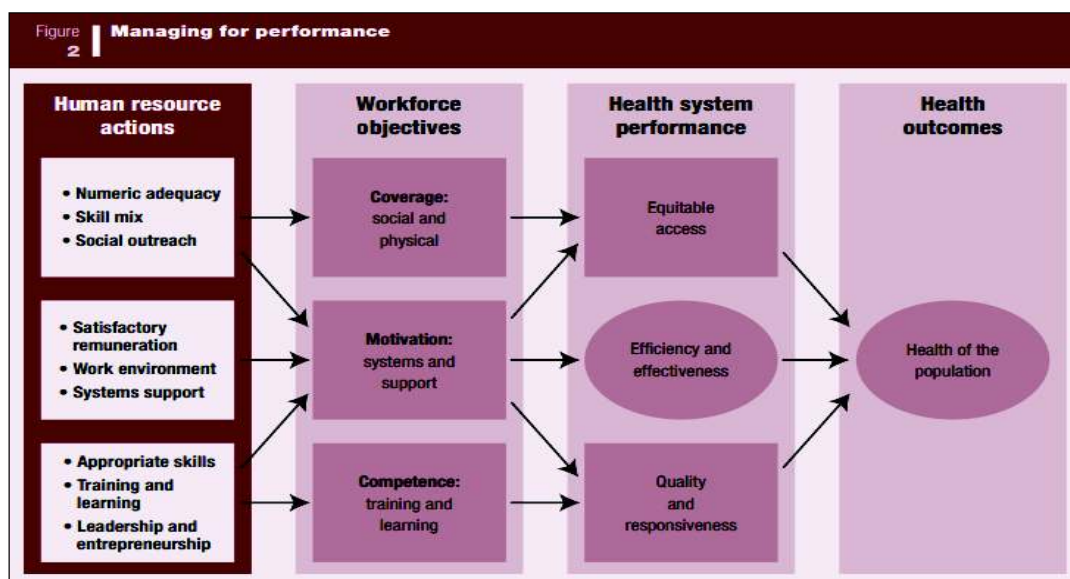 Figure
2
Managing for performance
Human resource
actions
• Numeric adequacy
• Skill mix
• Social outreach
• Satisfactory
remuneration
• Work environment
• Systems support
• Appropriate skills
• Training and
learning
• Leadership and
entrepreneurship
Workforce
objectives
Coverage:
social and
physical
Motivation:
systems and
support
Competence:
training and
learning
Health system
performance
Equitable
access
Efficiency and
effectiveness
Quality
and
responsiveness
Health
outcomes
Health of the
population